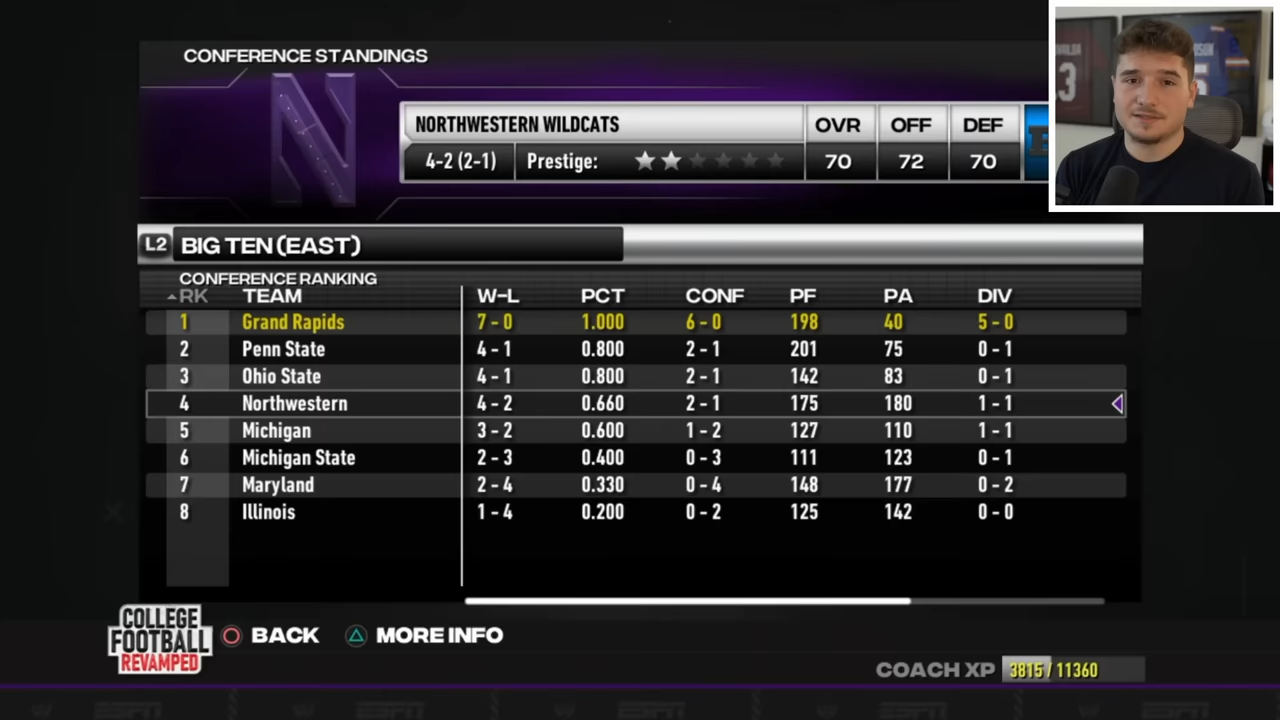 CONFERENCE STANDINGS
N
NORTHWESTERN WILDCATS OVR OFF DEF
4-2 (2-1) Prestige: 70 72 70
L2 BIG TEN (EAST)
CONFERENCE RANKING
RK TEAM W-L PCT CONF PF PA DIV
1 Grand Rapids 7 - 0 1.000 6 - 0 198 40 5 - 0
2 Penn State 4 - 1 0.800 2 - 1 201 75 0 - 1
3 Ohio State 4 - 1 0.800 2 - 1 142 83 0 - 1
4 Northwestern 4 - 2 0.660 2 - 1 175 180 1 - 1
5 Michigan 3 - 2 0.600 1 - 2 127 110 1 - 1
6 Michigan State 2 - 3 0.400 0 - 3 111 123 0 - 1
7 Maryland 2 - 4 0.330 0 - 4 148 177 0 - 2
8 Illinois 1 - 4 0.200 0 - 2 125 142 0 - 0
COLLEGE
FOOTBALL
REVAMPED
BACK MORE INFO
COACH XP 3815 / 11360